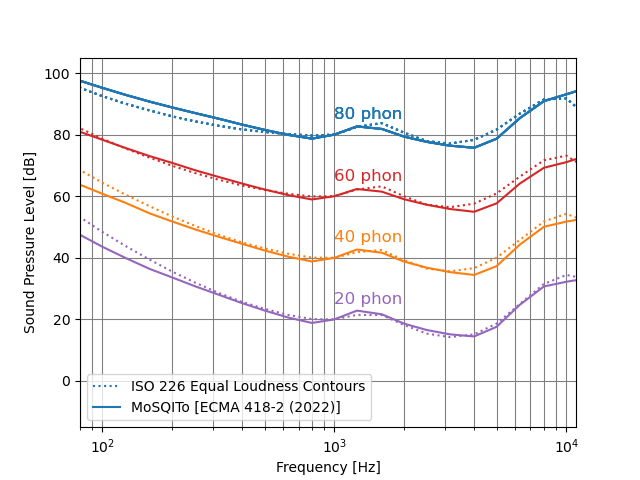 100
80
60
40
20
0
Sound Pressure Level [dB]
80 phon
60 phon
40 phon
20 phon
ISO 226 Equal Loudness Contours
MoSQITo [ECMA 418-2 (2022)]
10² 10³ 10⁴
Frequency [Hz]